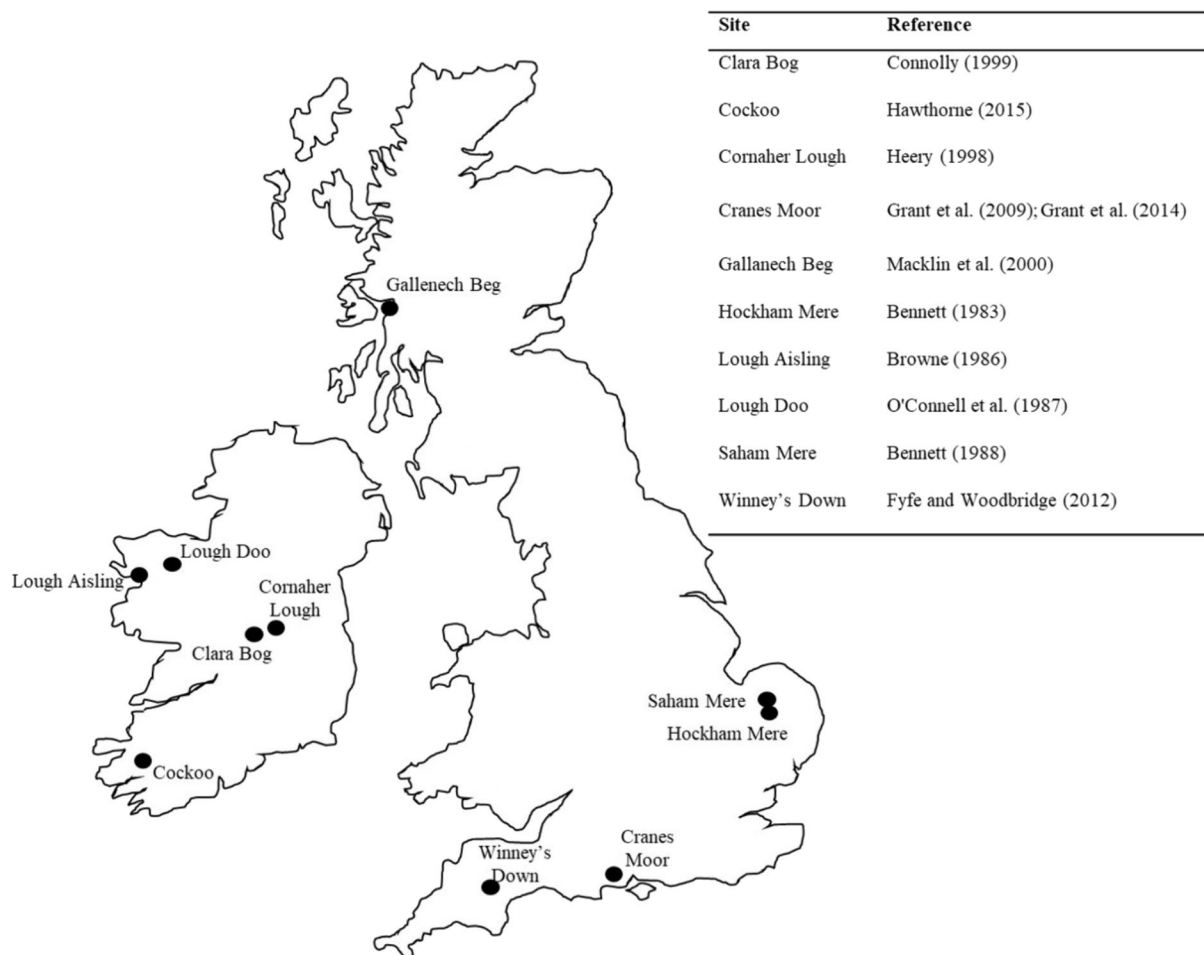 Site Reference
Clara Bog Connolly (1999)
Cockoo Hawthorne (2015)
Cornaher Lough Heery (1998)
Cranes Moor Grant et al. (2009); Grant et al. (2014)
Gallanech Beg Macklin et al. (2000)
Hockham Mere Bennett (1983)
Lough Aisling Browne (1986)
Lough Doo O'Connell et al. (1987)
Saham Mere Bennett (1988)
Winney's Down Fyfe and Woodbridge (2012)
Gallenech Beg
Lough Doo
Lough Aisling
Cornaher
Lough
Clara Bog
Cockoo
Saham Mere
Hockham Mere
Cranes
Moor
Winney's
Down